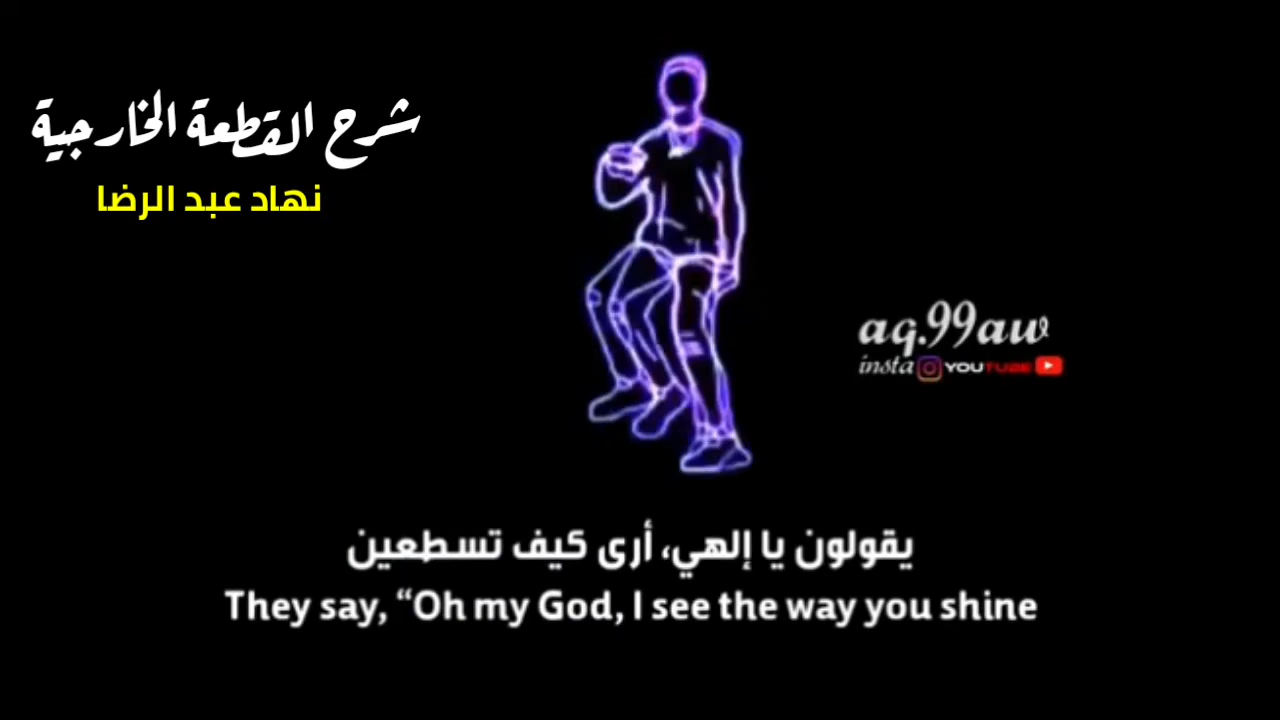 شرح القطعة الخارجية
نهاد عبد الرضا
aq.99aw
insta YOUTUBE
يقولون يا إلهي، أرى كيف تسطعين
They say, “Oh my God, I see the way you shine